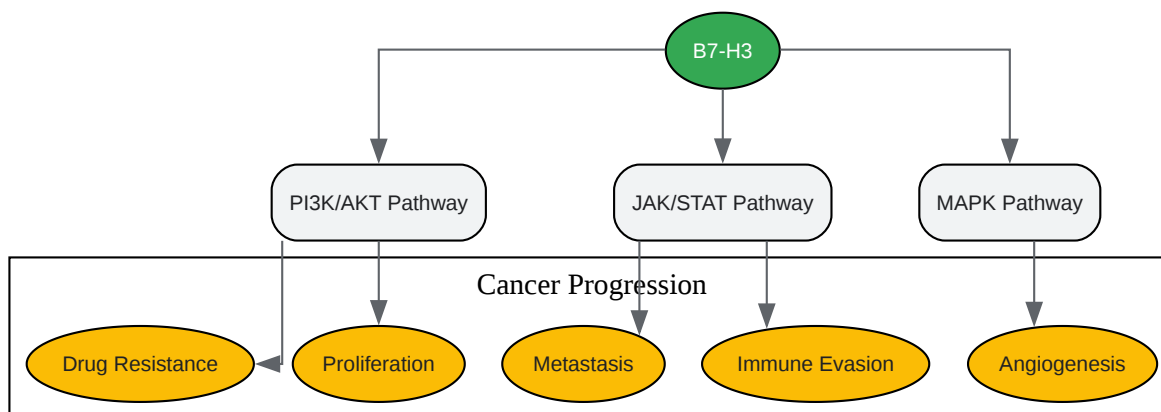 B7-H3
PI3K/AKT Pathway
JAK/STAT Pathway
MAPK Pathway
Cancer Progression
Drug Resistance
Proliferation
Metastasis
Immune Evasion
Angiogenesis